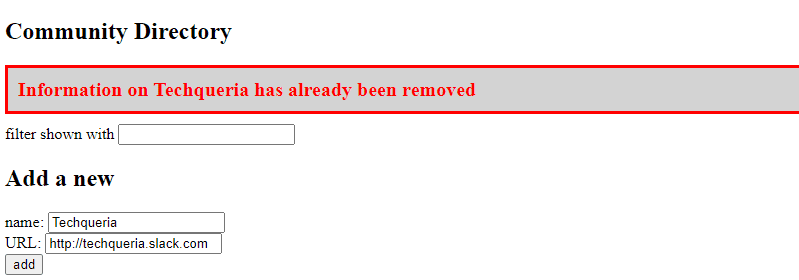 Community Directory
Information on Techqueria has already been removed
filter shown with
Add a new
name: Techqueria
URL: http://techqueria.slack.com
add